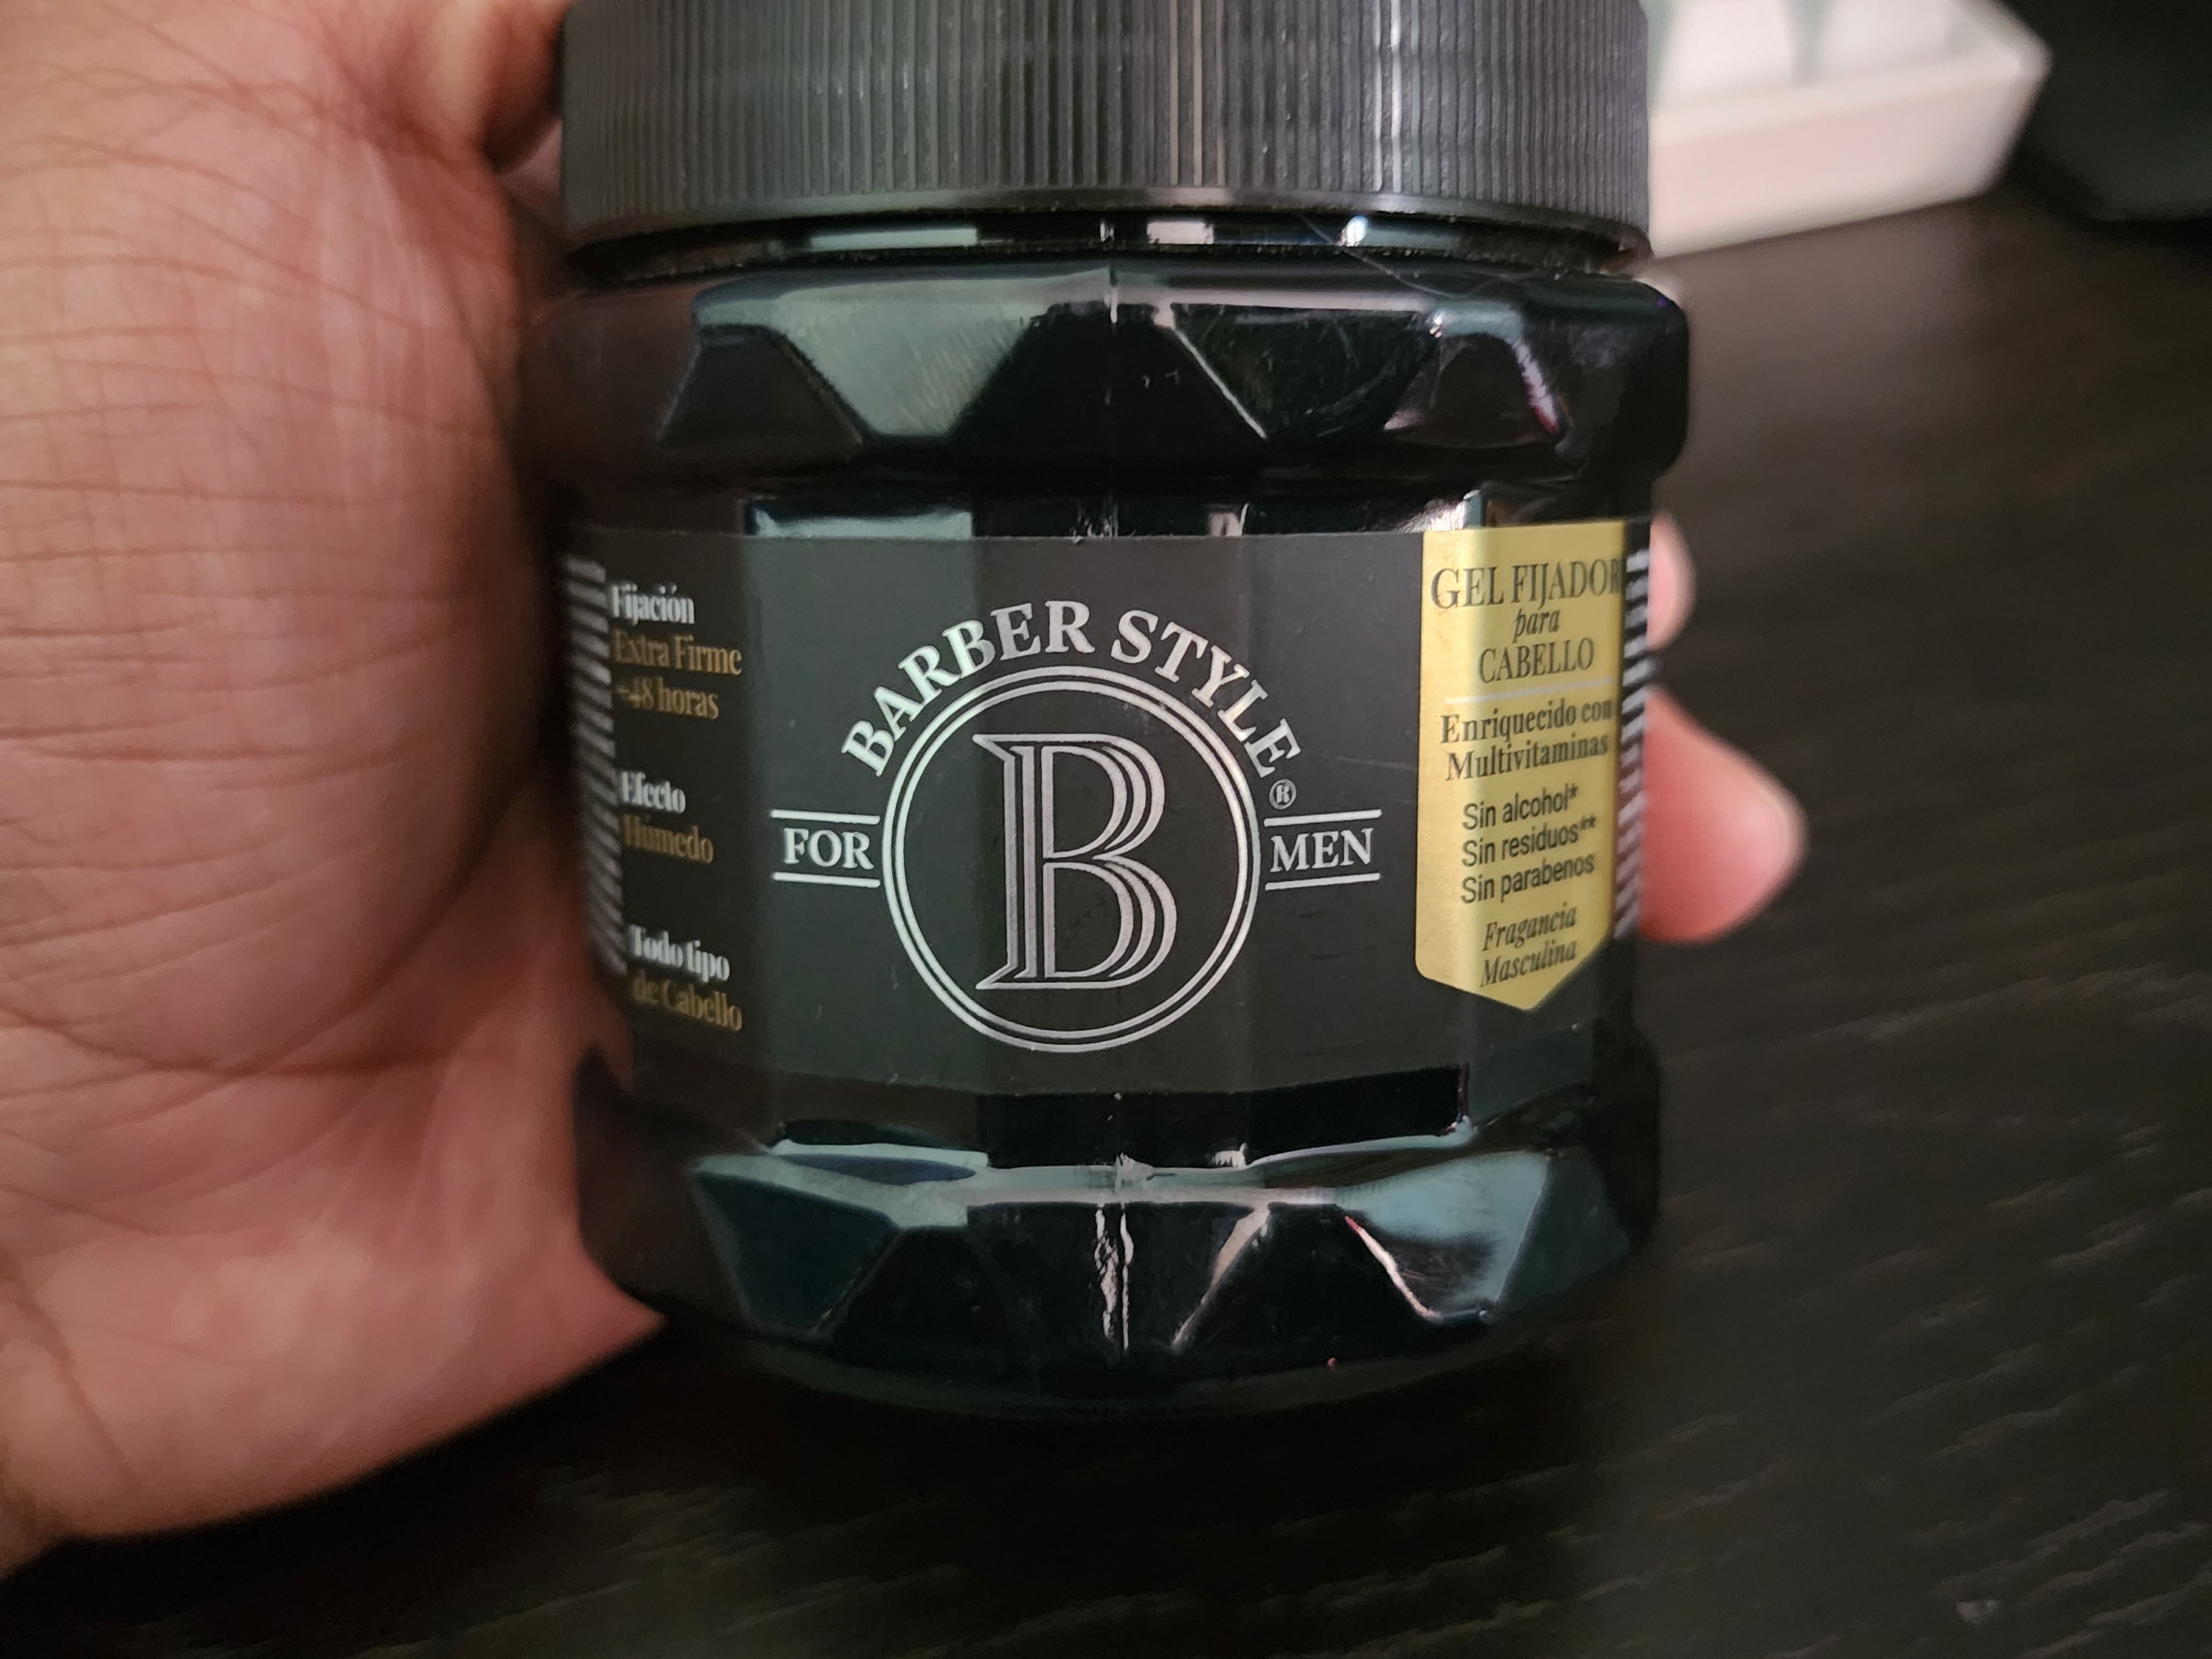 Fijación
Extra Firme
+48 horas
Efecto
Húmedo
Todo tipo
de Cabello
BARBER STYLE®
FOR B MEN
GEL FIJADOR
para
CABELLO
Enriquecido con
Multivitaminas
Sin alcohol*
Sin residuos**
Sin parabenos
Fragancia
Masculina